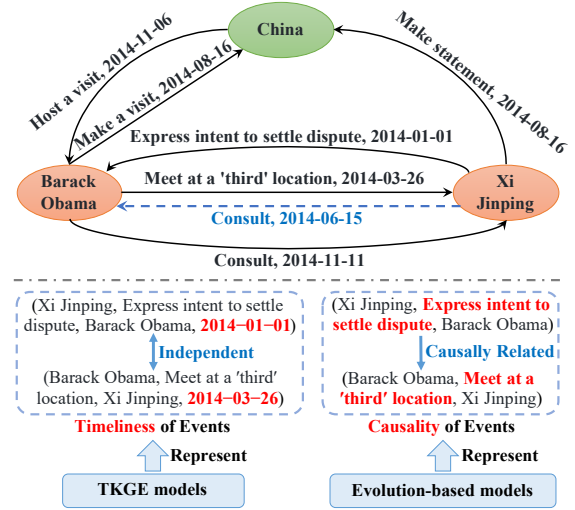 China
Host a visit, 2014-11-06
Make a visit, 2014-08-16
Make statement, 2014-08-16
Express intent to settle dispute, 2014-01-01
Barack
Obama
Meet at a 'third' location, 2014-03-26
Xi
Jinping
Consult, 2014-06-15
Consult, 2014-11-11
(Xi Jinping, Express intent to settle
dispute, Barack Obama, 2014−01−01)
Independent
(Barack Obama, Meet at a 'third'
location, Xi Jinping, 2014−03−26)
Timeliness of Events
Represent
TKGE models
(Xi Jinping, Express intent to
settle dispute, Barack Obama)
Causally Related
(Barack Obama, Meet at a
'third' location, Xi Jinping)
Causality of Events
Represent
Evolution-based models